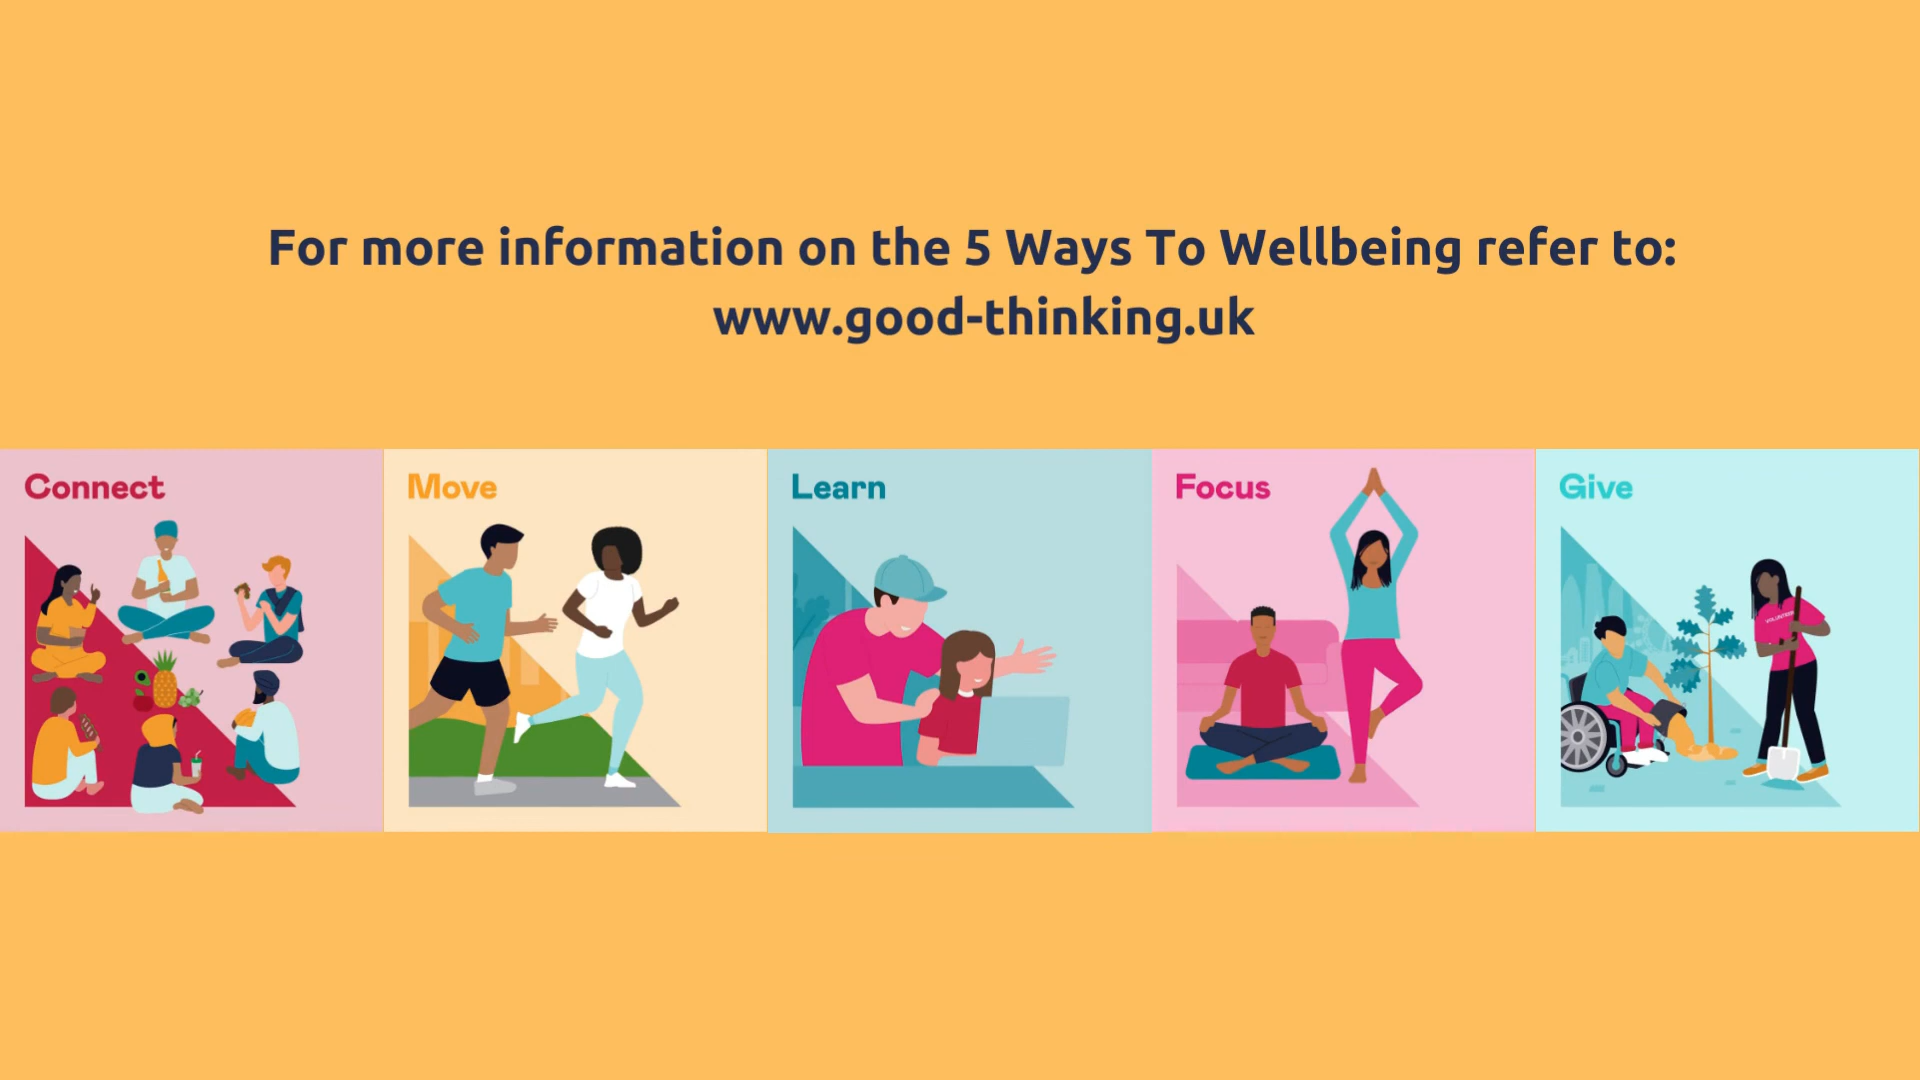 For more information on the 5 Ways To Wellbeing refer to:
www.good-thinking.uk
Connect
Move
Learn
Focus
Give
VOLUNTEER